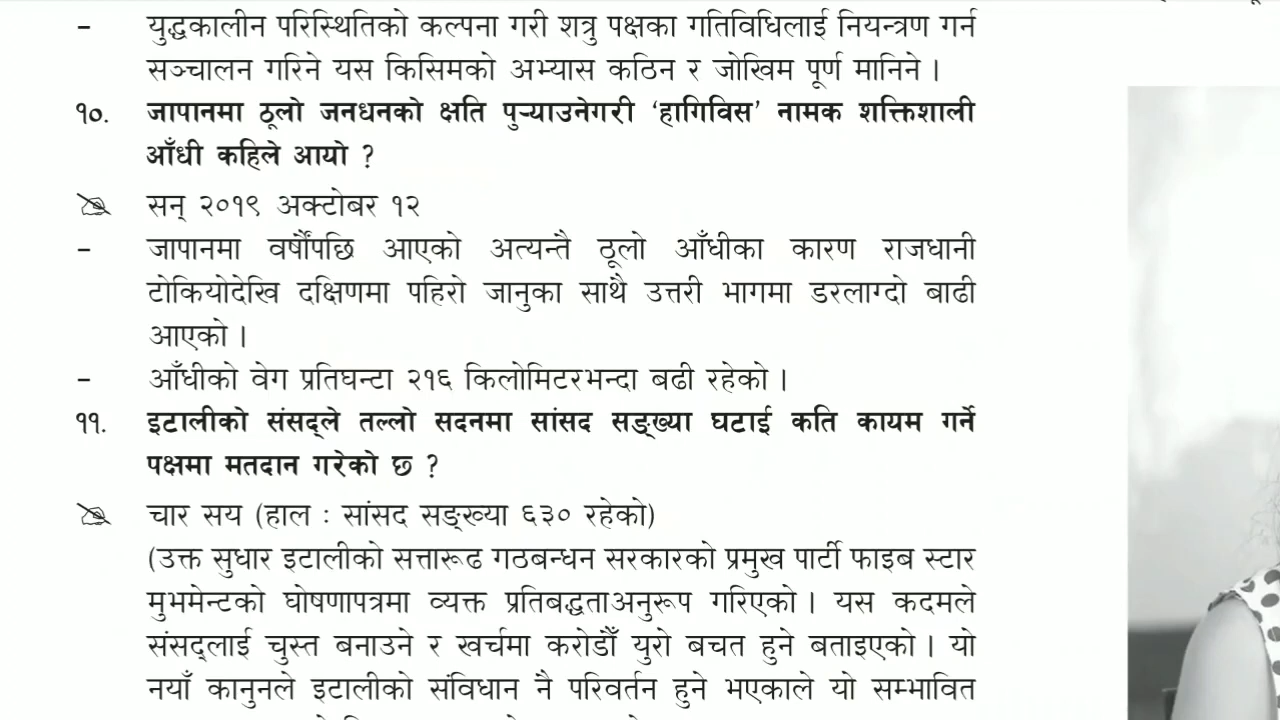 - युद्धकालीन परिस्थितिको कल्पना गरी शत्रु पक्षका गतिविधिलाई नियन्त्रण गर्न
सञ्चालन गरिने यस किसिमको अभ्यास कठिन र जोखिम पूर्ण मानिने ।
१०. जापानमा ठूलो जनधनको क्षति पुऱ्याउनेगरी ‘हागिविस’ नामक शक्तिशाली
आँधी कहिले आयो ?
सन् २०१९ अक्टोबर १२
- जापानमा वर्षौंपछि आएको अत्यन्तै ठूलो आँधीका कारण राजधानी
टोकियोदेखि दक्षिणमा पहिरो जानुका साथै उत्तरी भागमा डरलाग्दो बाढी
आएको ।
- आँधीको वेग प्रतिघन्टा २१६ किलोमिटरभन्दा बढी रहेको ।
११. इटालीको संसद्ले तल्लो सदनमा सांसद सङ्ख्या घटाई कति कायम गर्ने
पक्षमा मतदान गरेको छ ?
चार सय (हाल : सांसद सङ्ख्या ६३० रहेको)
(उक्त सुधार इटालीको सत्तारूढ गठबन्धन सरकारको प्रमुख पार्टी फाइब स्टार
मुभमेन्टको घोषणापत्रमा व्यक्त प्रतिबद्धताअनुरूप गरिएको । यस कदमले
संसद्लाई चुस्त बनाउने र खर्चमा करोडौँ युरो बचत हुने बताइएको । यो
नयाँ कानुनले इटालीको संविधान नै परिवर्तन हुने भएकाले यो सम्भावित